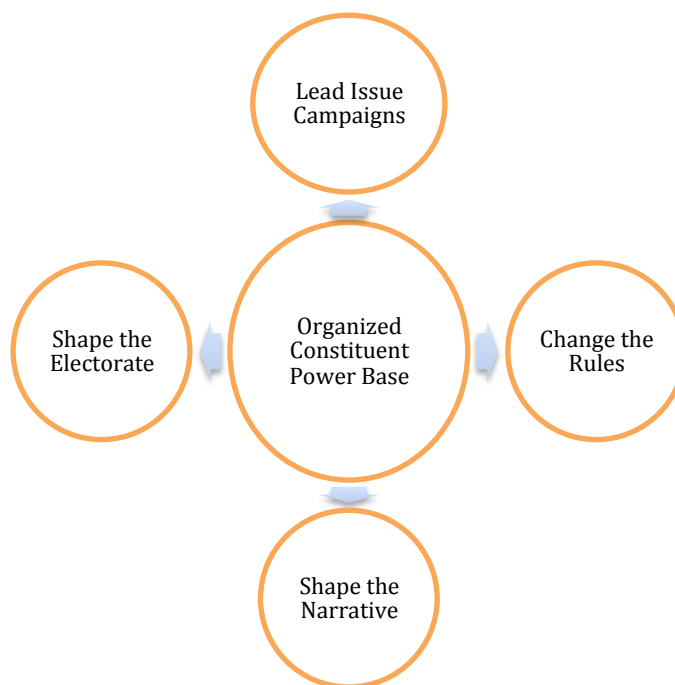 Lead Issue
Campaigns
Shape the
Electorate
Organized
Constituent
Power Base
Change the
Rules
Shape the
Narrative